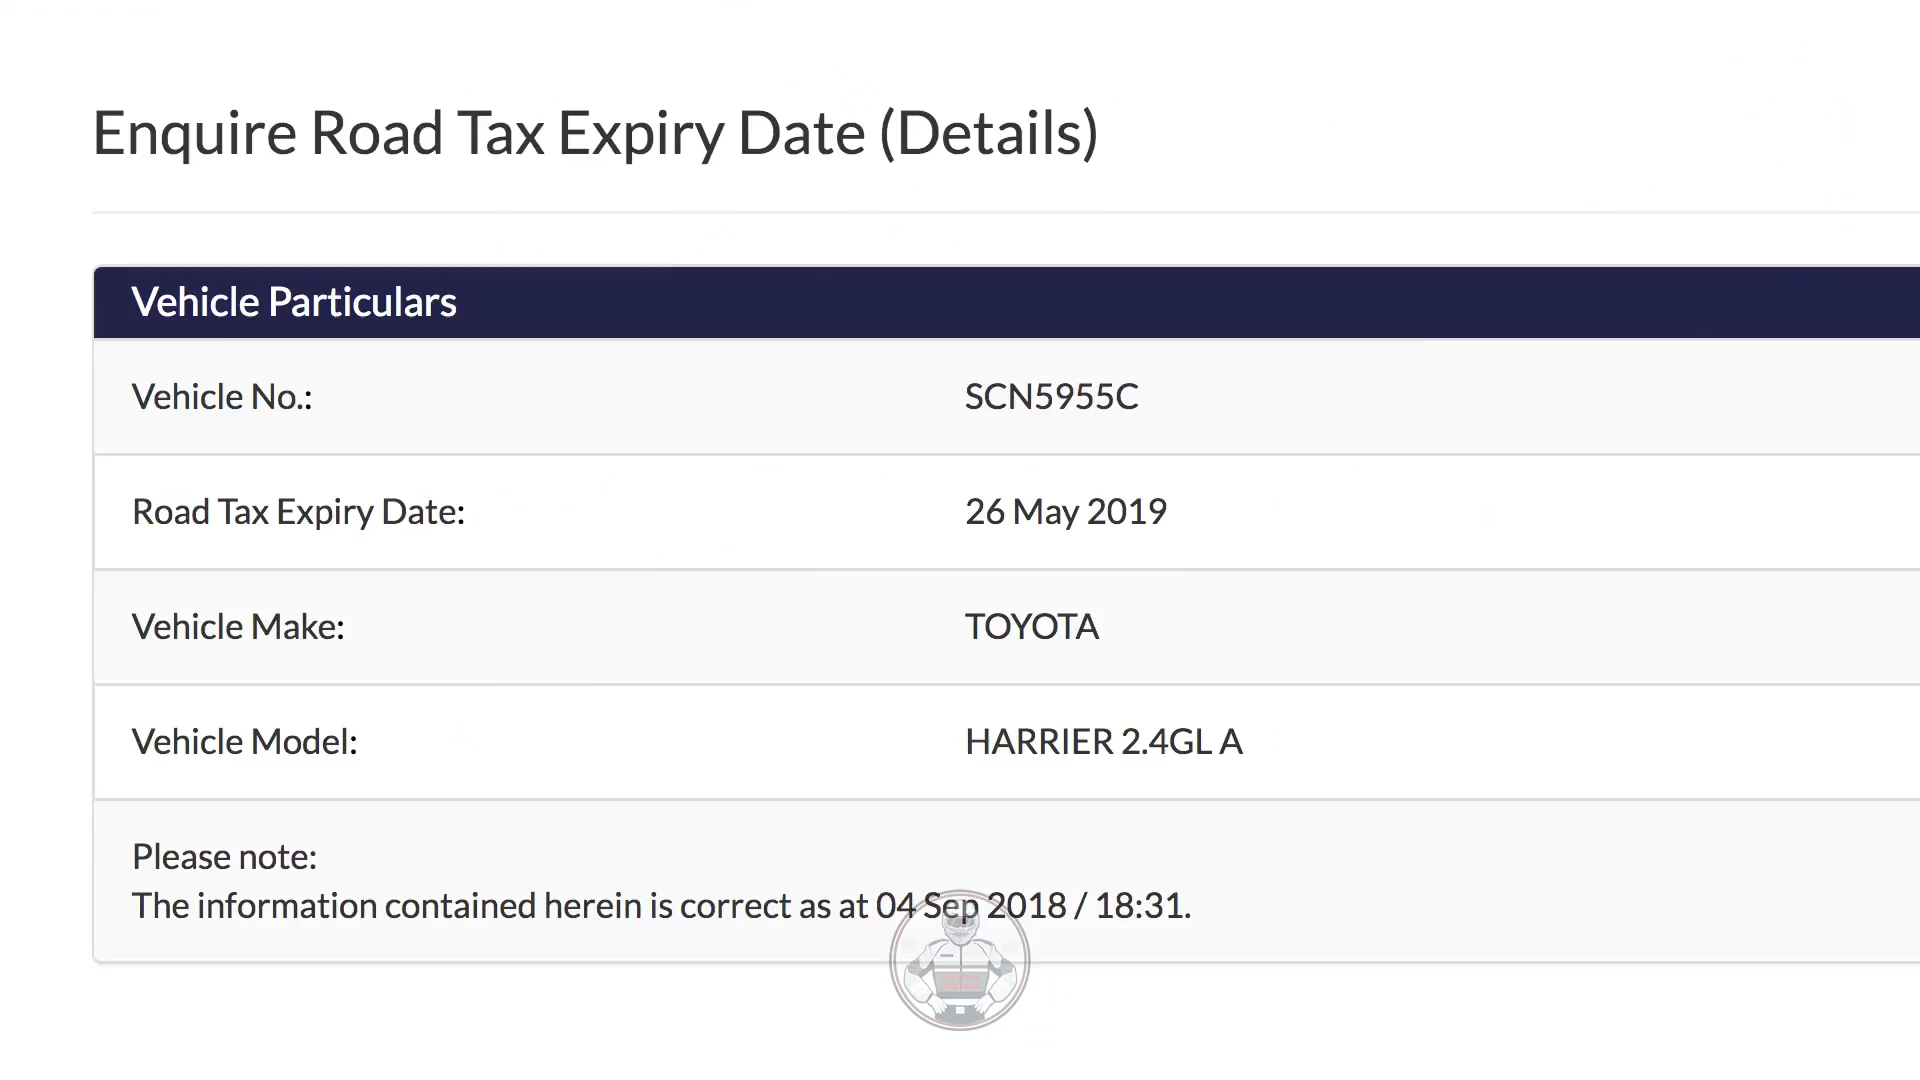 Enquire Road Tax Expiry Date (Details)
Vehicle Particulars
Vehicle No.: SCN5955C
Road Tax Expiry Date: 26 May 2019
Vehicle Make: TOYOTA
Vehicle Model: HARRIER 2.4GL A
Please note:
The information contained herein is correct as at 04 Sep 2018 / 18:31.